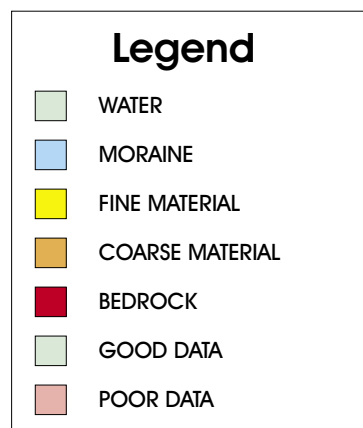 Legend
WATER
MORAINE
FINE MATERIAL
COARSE MATERIAL
BEDROCK
GOOD DATA
POOR DATA